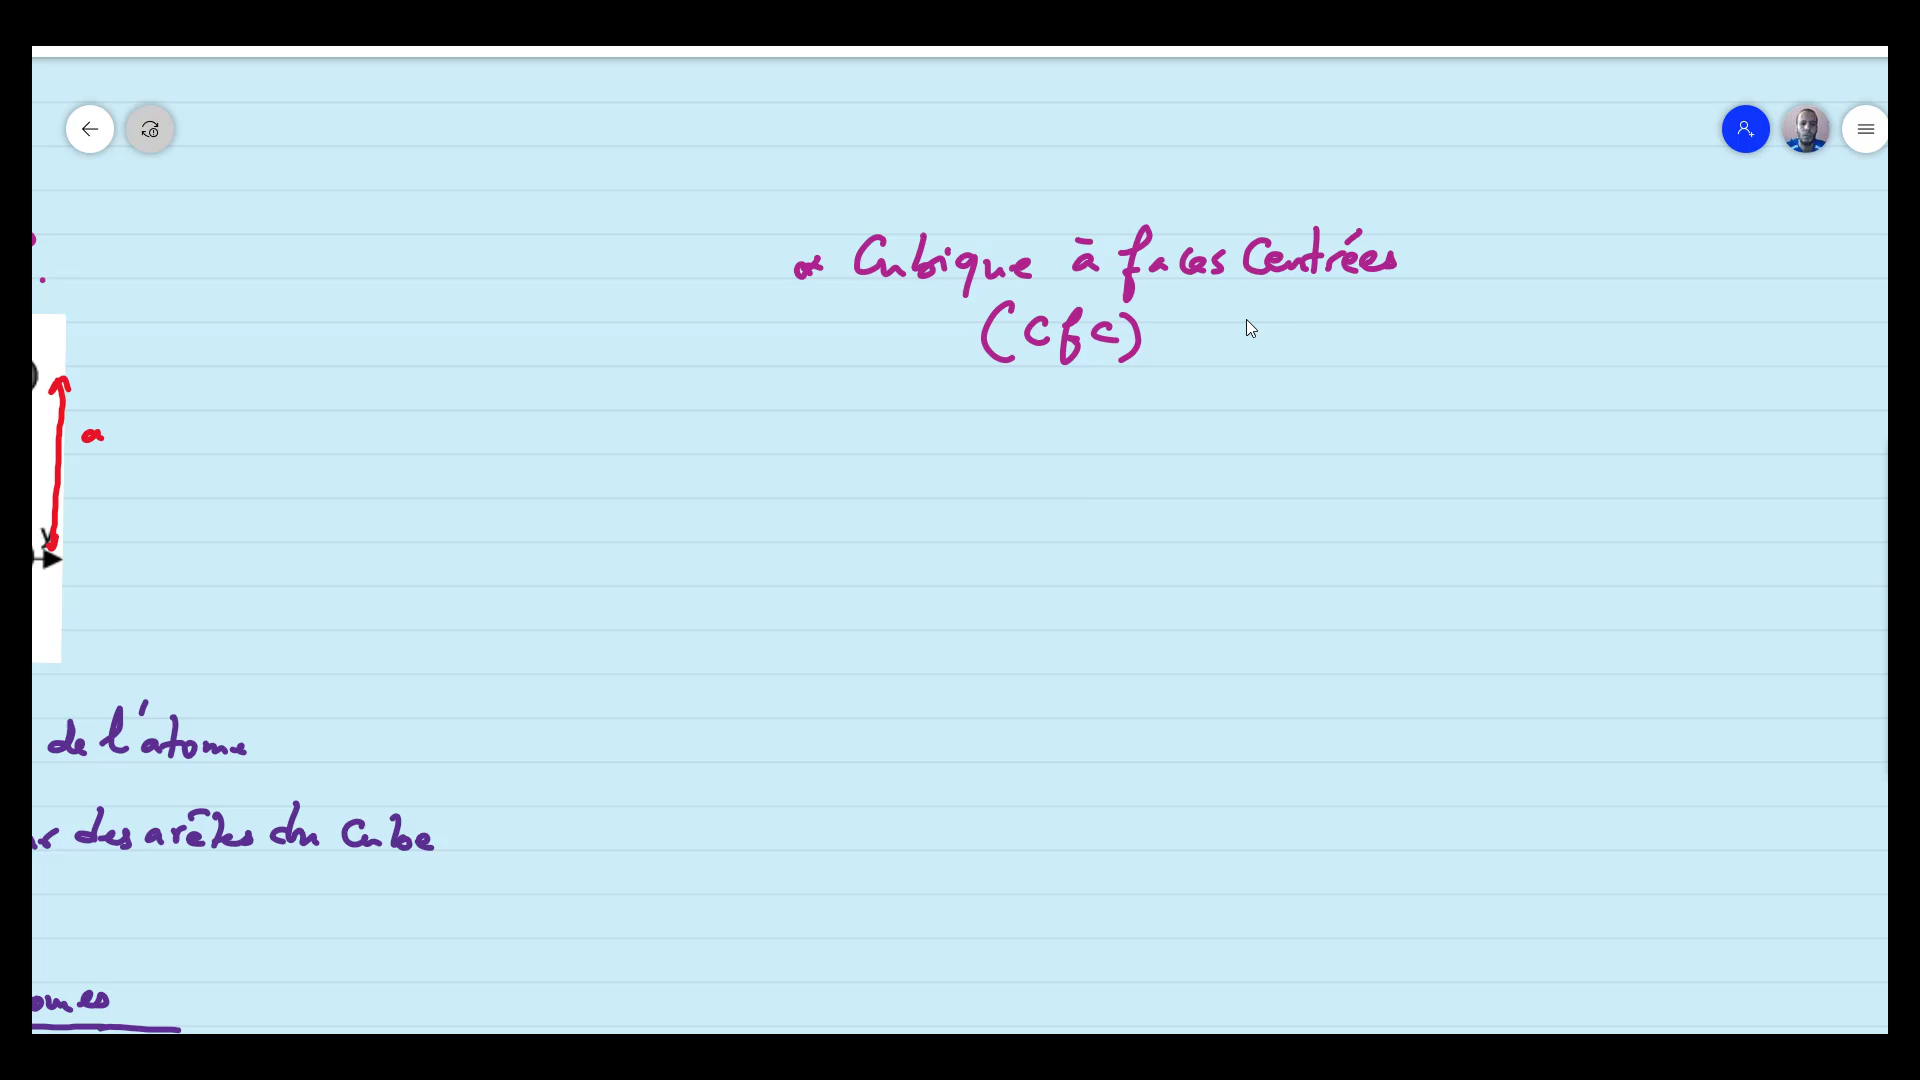 * Cubique à faces Centrées
(cfc)
a
y
de l'atome
des arêtes du Cube